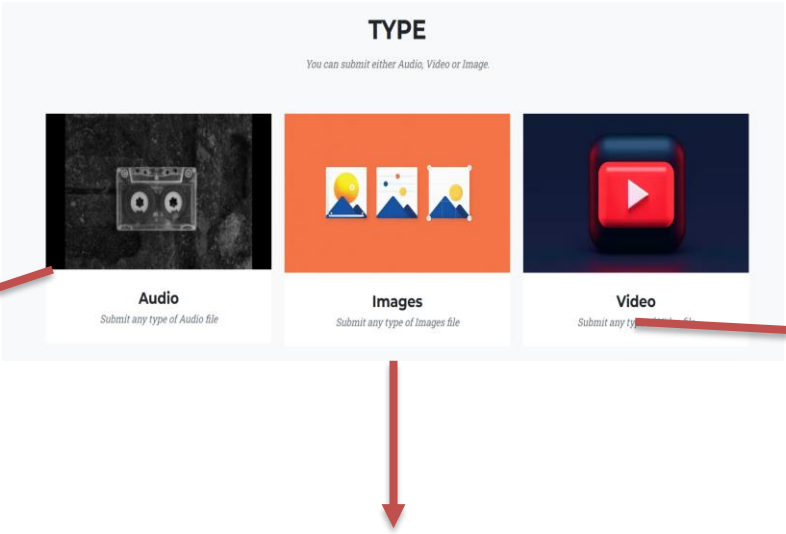 TYPE
You can submit either Audio, Video or Image.
Audio
Submit any type of Audio file
Images
Submit any type of Images file
Video
Submit any